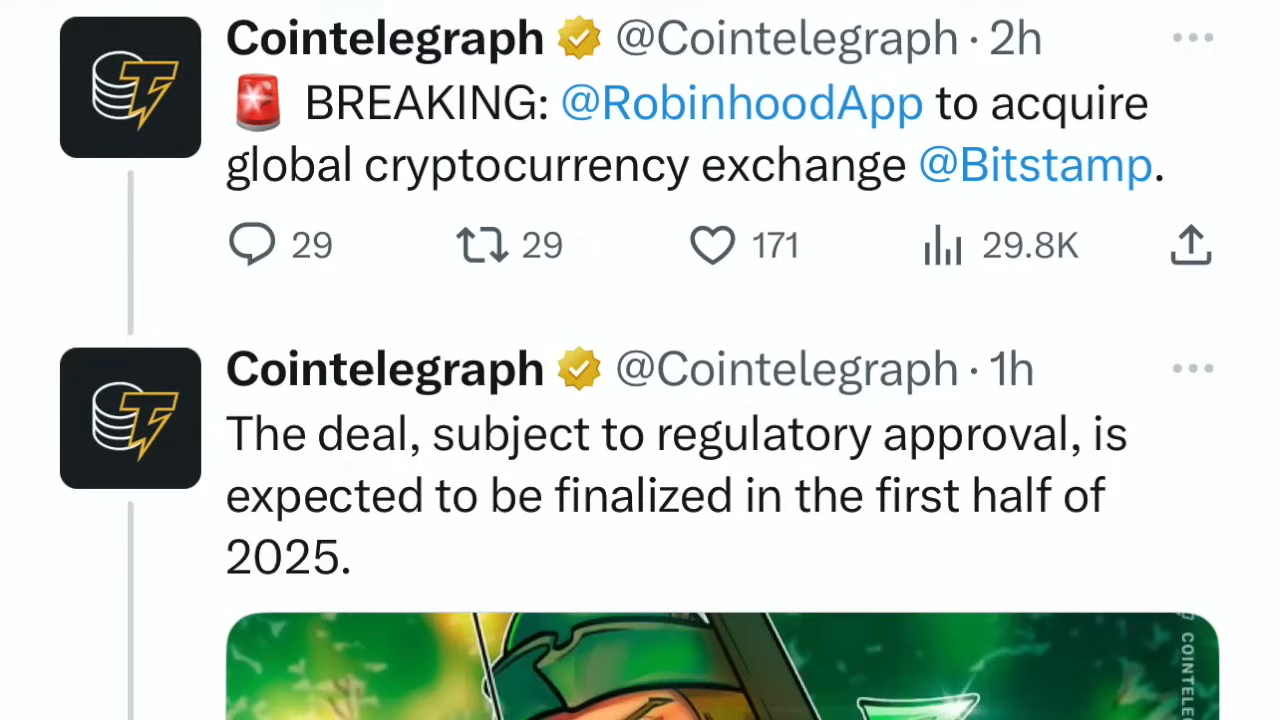 Cointelegraph @Cointelegraph · 2h
🚨 BREAKING: @RobinhoodApp to acquire
global cryptocurrency exchange @Bitstamp.
29 29 171 29.8K
Cointelegraph @Cointelegraph · 1h
The deal, subject to regulatory approval, is
expected to be finalized in the first half of
2025.